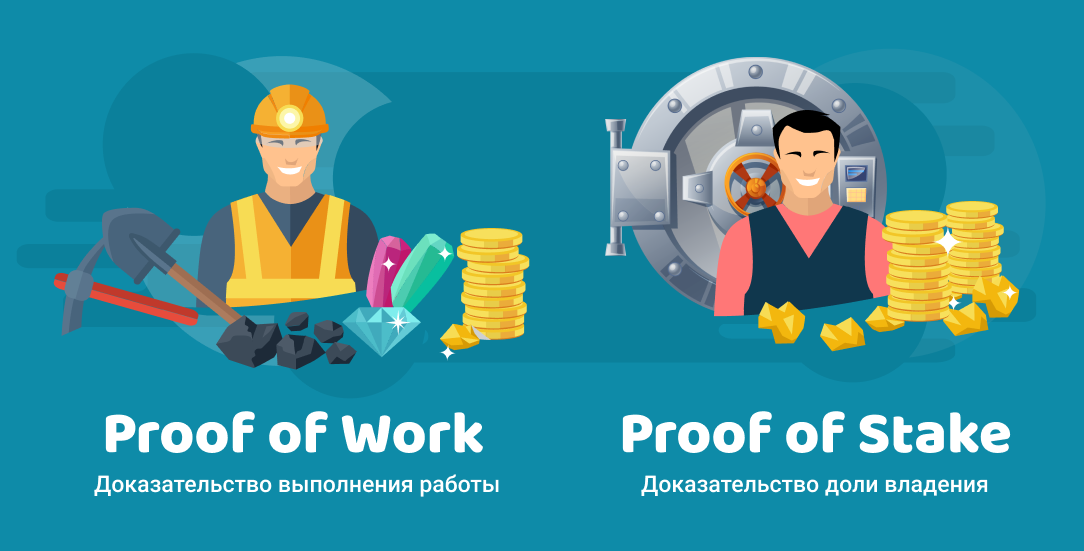 Proof of Work
Доказательство выполнения работы
Proof of Stake
Доказательство доли владения